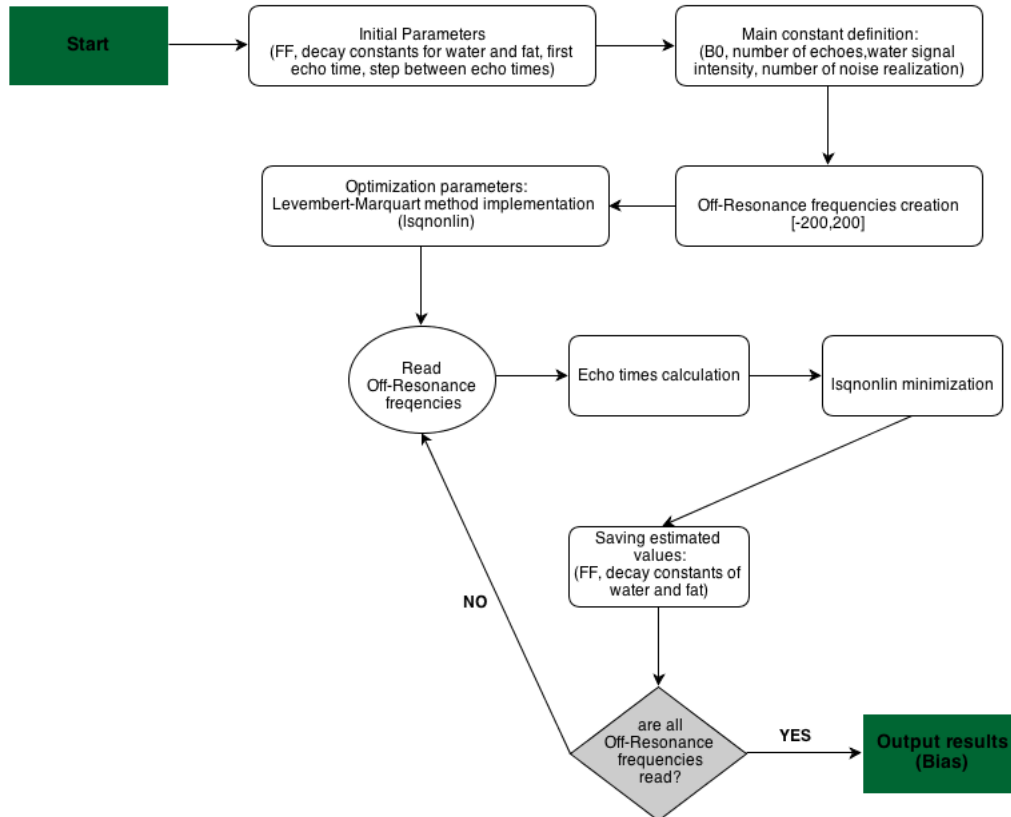 Start
Initial Parameters
(FF, decay constants for water and fat, first
echo time, step between echo times)
Main constant definition:
(B0, number of echoes,water signal
intensity, number of noise realization)
Optimization parameters:
Levembert-Marquart method implementation
(lsqnonlin)
Off-Resonance frequencies creation
[-200,200]
Read
Off-Resonance
freqencies
Echo times calculation
lsqnonlin minimization
Saving estimated
values:
(FF, decay constants of
water and fat)
NO
are all
Off-Resonance
frequencies
read?
YES
Output results
(Bias)